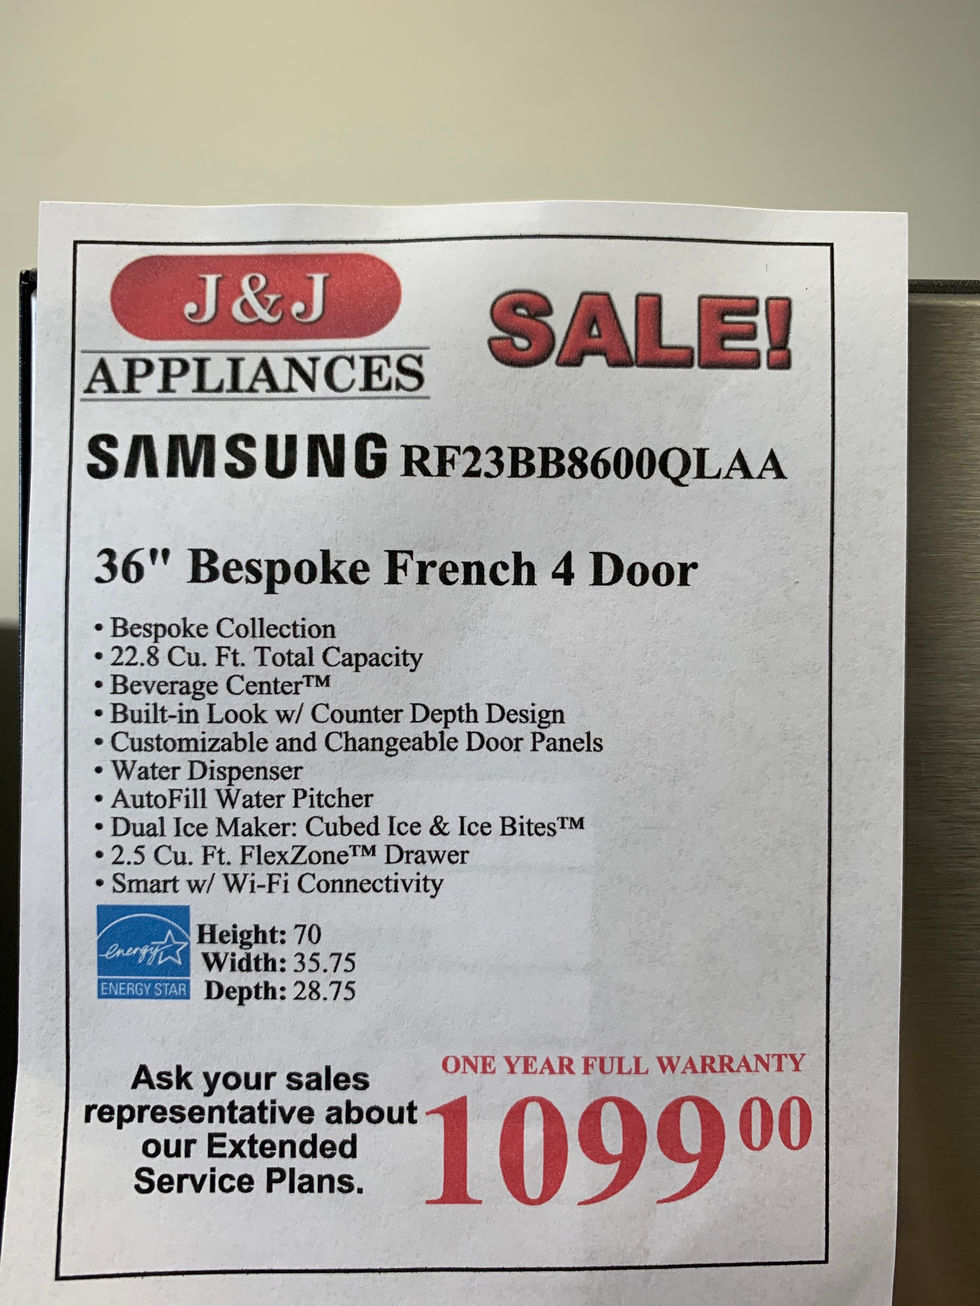 J&J
APPLIANCES
SALE!
SAMSUNG RF23BB8600QLAA
36" Bespoke French 4 Door
• Bespoke Collection
• 22.8 Cu. Ft. Total Capacity
• Beverage Center™
• Built-in Look w/ Counter Depth Design
• Customizable and Changeable Door Panels
• Water Dispenser
• AutoFill Water Pitcher
• Dual Ice Maker: Cubed Ice & Ice Bites™
• 2.5 Cu. Ft. FlexZone™ Drawer
• Smart w/ Wi-Fi Connectivity
energy
ENERGY STAR
Height: 70
Width: 35.75
Depth: 28.75
Ask your sales
representative about
our Extended
Service Plans.
ONE YEAR FULL WARRANTY
1099 00